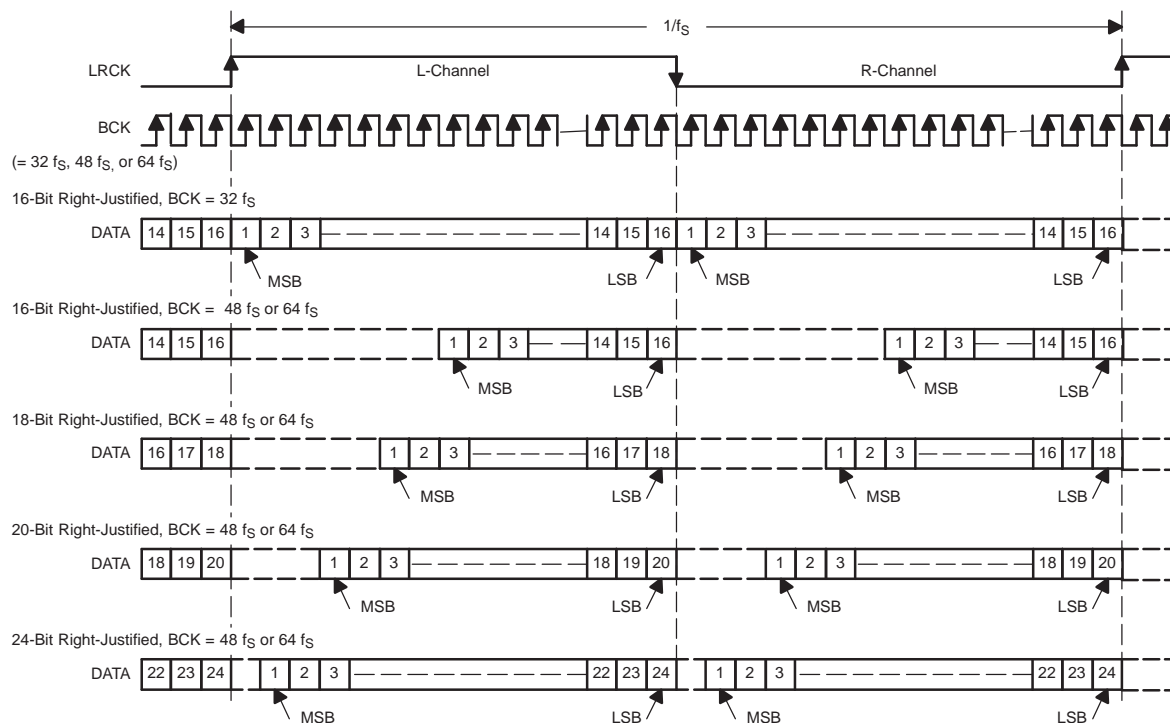 1/fS
LRCK
L-Channel
R-Channel
BCK
(= 32 fS, 48 fS, or 64 fS)
16-Bit Right-Justified, BCK = 32 fS
DATA 14 15 16 1 2 3 14 15 16 1 2 3 14 15 16
MSB LSB MSB LSB
16-Bit Right-Justified, BCK = 48 fS or 64 fS
DATA 14 15 16 1 2 3 14 15 16 1 2 3 14 15 16
MSB LSB MSB LSB
18-Bit Right-Justified, BCK = 48 fS or 64 fS
DATA 16 17 18 1 2 3 16 17 18 1 2 3 16 17 18
MSB LSB MSB LSB
20-Bit Right-Justified, BCK = 48 fS or 64 fS
DATA 18 19 20 1 2 3 18 19 20 1 2 3 18 19 20
MSB LSB MSB LSB
24-Bit Right-Justified, BCK = 48 fS or 64 fS
DATA 22 23 24 1 2 3 22 23 24 1 2 3 22 23 24
MSB LSB MSB LSB